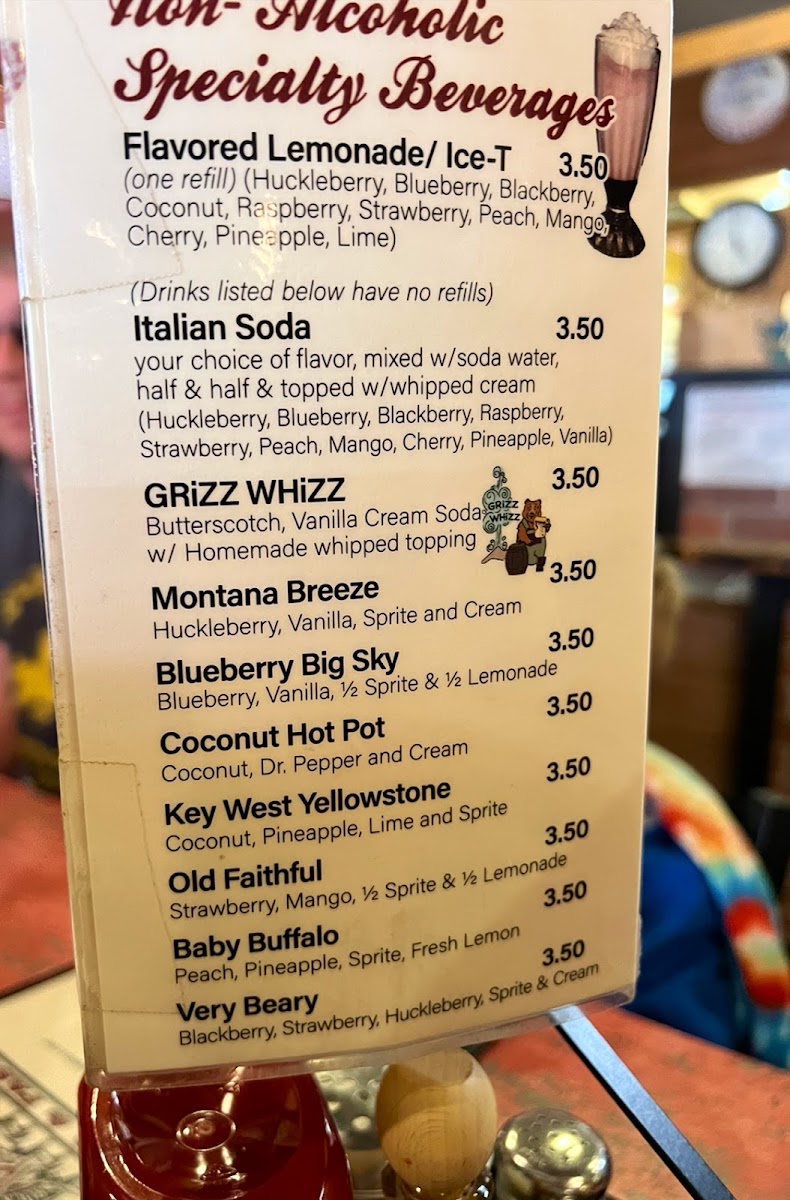 Non-Alcoholic
Specialty Beverages
Flavored Lemonade/ Ice-T 3.50
(one refill) (Huckleberry, Blueberry, Blackberry,
Coconut, Raspberry, Strawberry, Peach, Mango,
Cherry, Pineapple, Lime)
(Drinks listed below have no refills)
Italian Soda 3.50
your choice of flavor, mixed w/soda water,
half & half & topped w/whipped cream
(Huckleberry, Blueberry, Blackberry, Raspberry,
Strawberry, Peach, Mango, Cherry, Pineapple, Vanilla)
GRiZZ WHiZZ 3.50
Butterscotch, Vanilla Cream Soda
w/ Homemade whipped topping
GRiZZ
WHiZZ
Montana Breeze 3.50
Huckleberry, Vanilla, Sprite and Cream
Blueberry Big Sky 3.50
Blueberry, Vanilla, ½ Sprite & ½ Lemonade
Coconut Hot Pot 3.50
Coconut, Dr. Pepper and Cream
Key West Yellowstone 3.50
Coconut, Pineapple, Lime and Sprite
Old Faithful 3.50
Strawberry, Mango, ½ Sprite & ½ Lemonade
Baby Buffalo 3.50
Peach, Pineapple, Sprite, Fresh Lemon
Very Beary 3.50
Blackberry, Strawberry, Huckleberry, Sprite & Cream